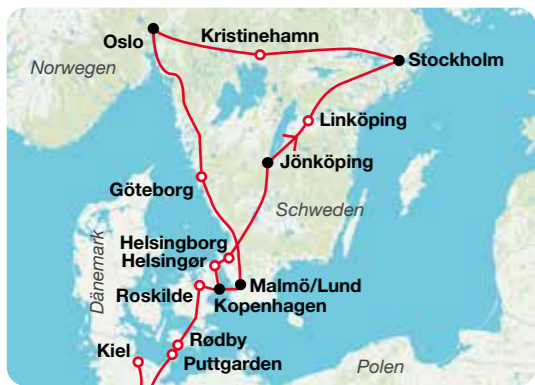 Oslo
Kristinehamn
Norwegen
Stockholm
Linköping
Jönköping
Göteborg
Schweden
Dänemark
Helsingborg
Helsingør
Malmö/Lund
Roskilde
Kopenhagen
Rødby
Kiel
Puttgarden
Polen